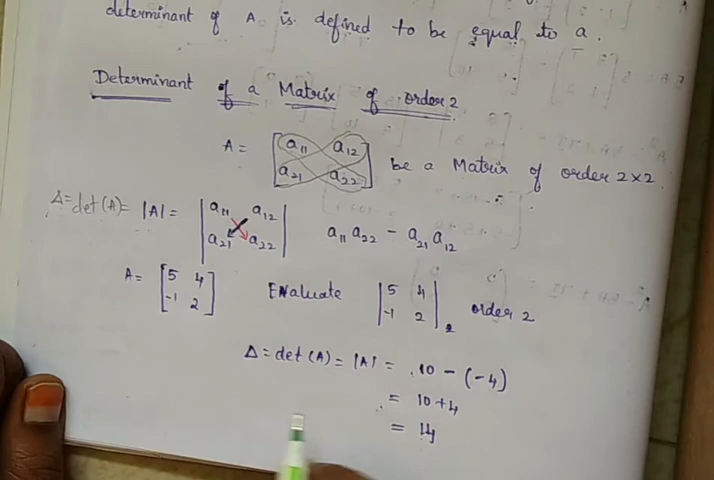 determinant of A is defined to be equal to a.
Determinant of a Matrix of order 2
A = [a11 a12
a21 a22] be a Matrix of order 2×2.
Δ = det (A) = |A| = |a11 a12
a21 a22| a11 a22 − a21 a12
A = [5 4
-1 2] Evaluate |5 4
-1 2|2 order 2
Δ = det (A) = |A| = 10 − (−4)
= 10+4
= 14